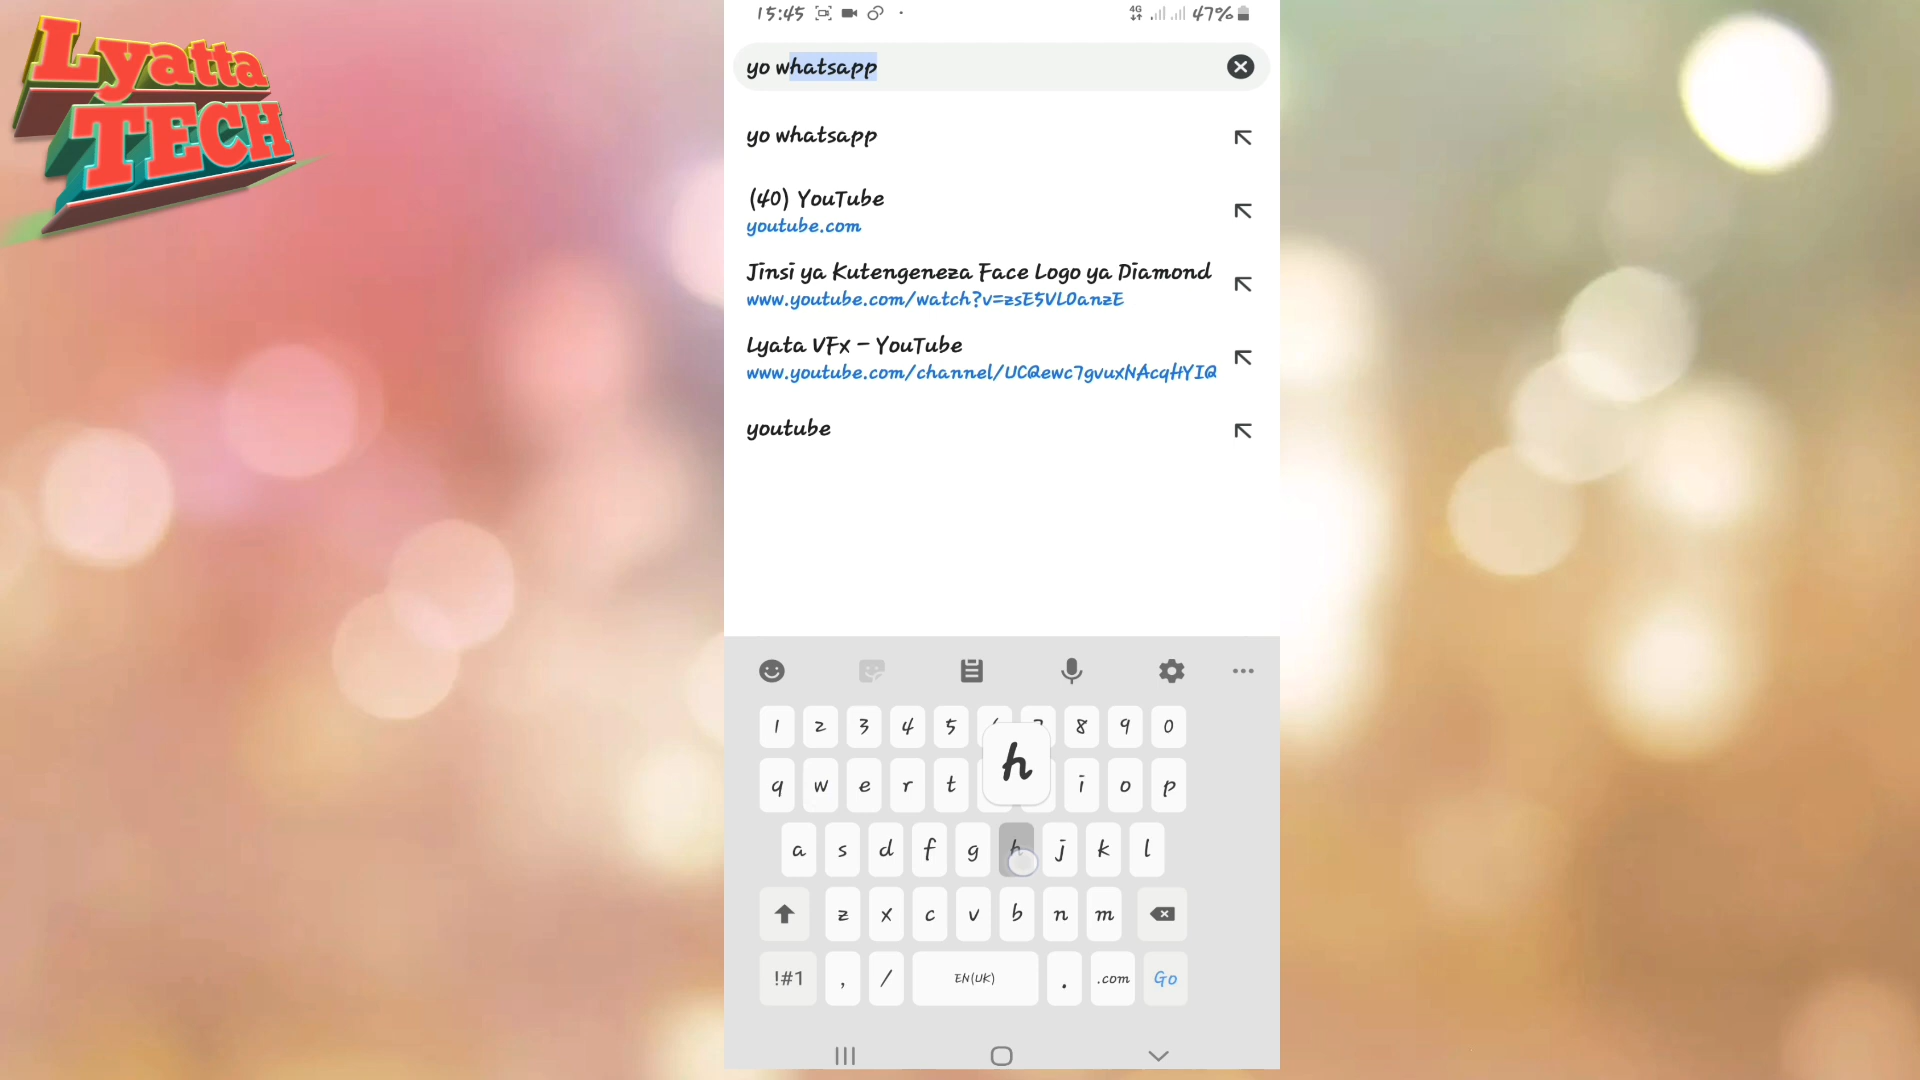 Lyatta
TECH
15:45
4G
47%
yo whatsapp
yo whatsapp
(40) YouTube
youtube.com
Jinsi ya Kutengeneza Face Logo ya Diamond
www.youtube.com/watch?v=zsE5VL0anzE
Lyata VFx – YouTube
www.youtube.com/channel/UCQewc7gvuxNAcqHYIQ
youtube
1 2 3 4 5 8 9 0
h
q w e r t i o p
a s d f g h j k l
z x c v b n m
!#1 , / EN(UK) . .com Go